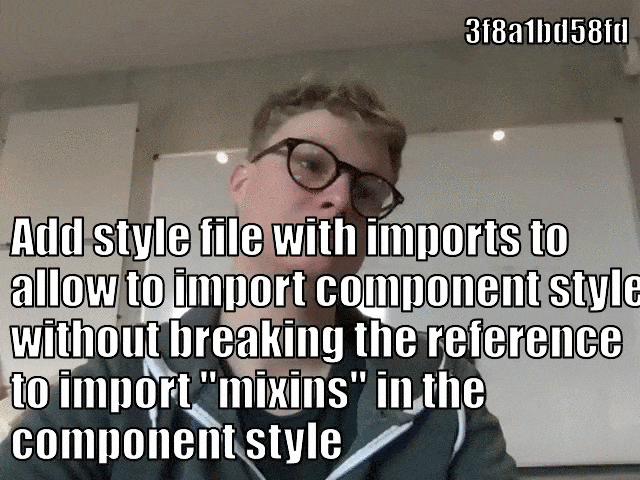 3f8a1bd58fd
Add style file with imports to
allow to import component style
without breaking the reference
to import "mixins" in the
component style